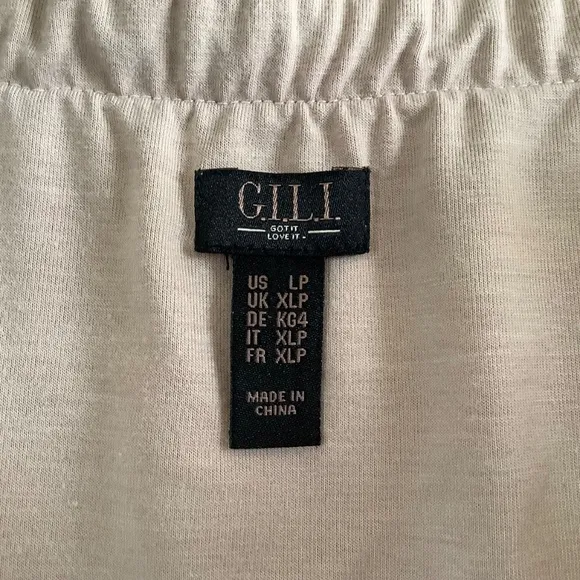 G.I.L.I.
GOT IT
LOVE IT -
US LP
UK XLP
DE KG4
IT XLP
FR XLP
MADE IN
CHINA